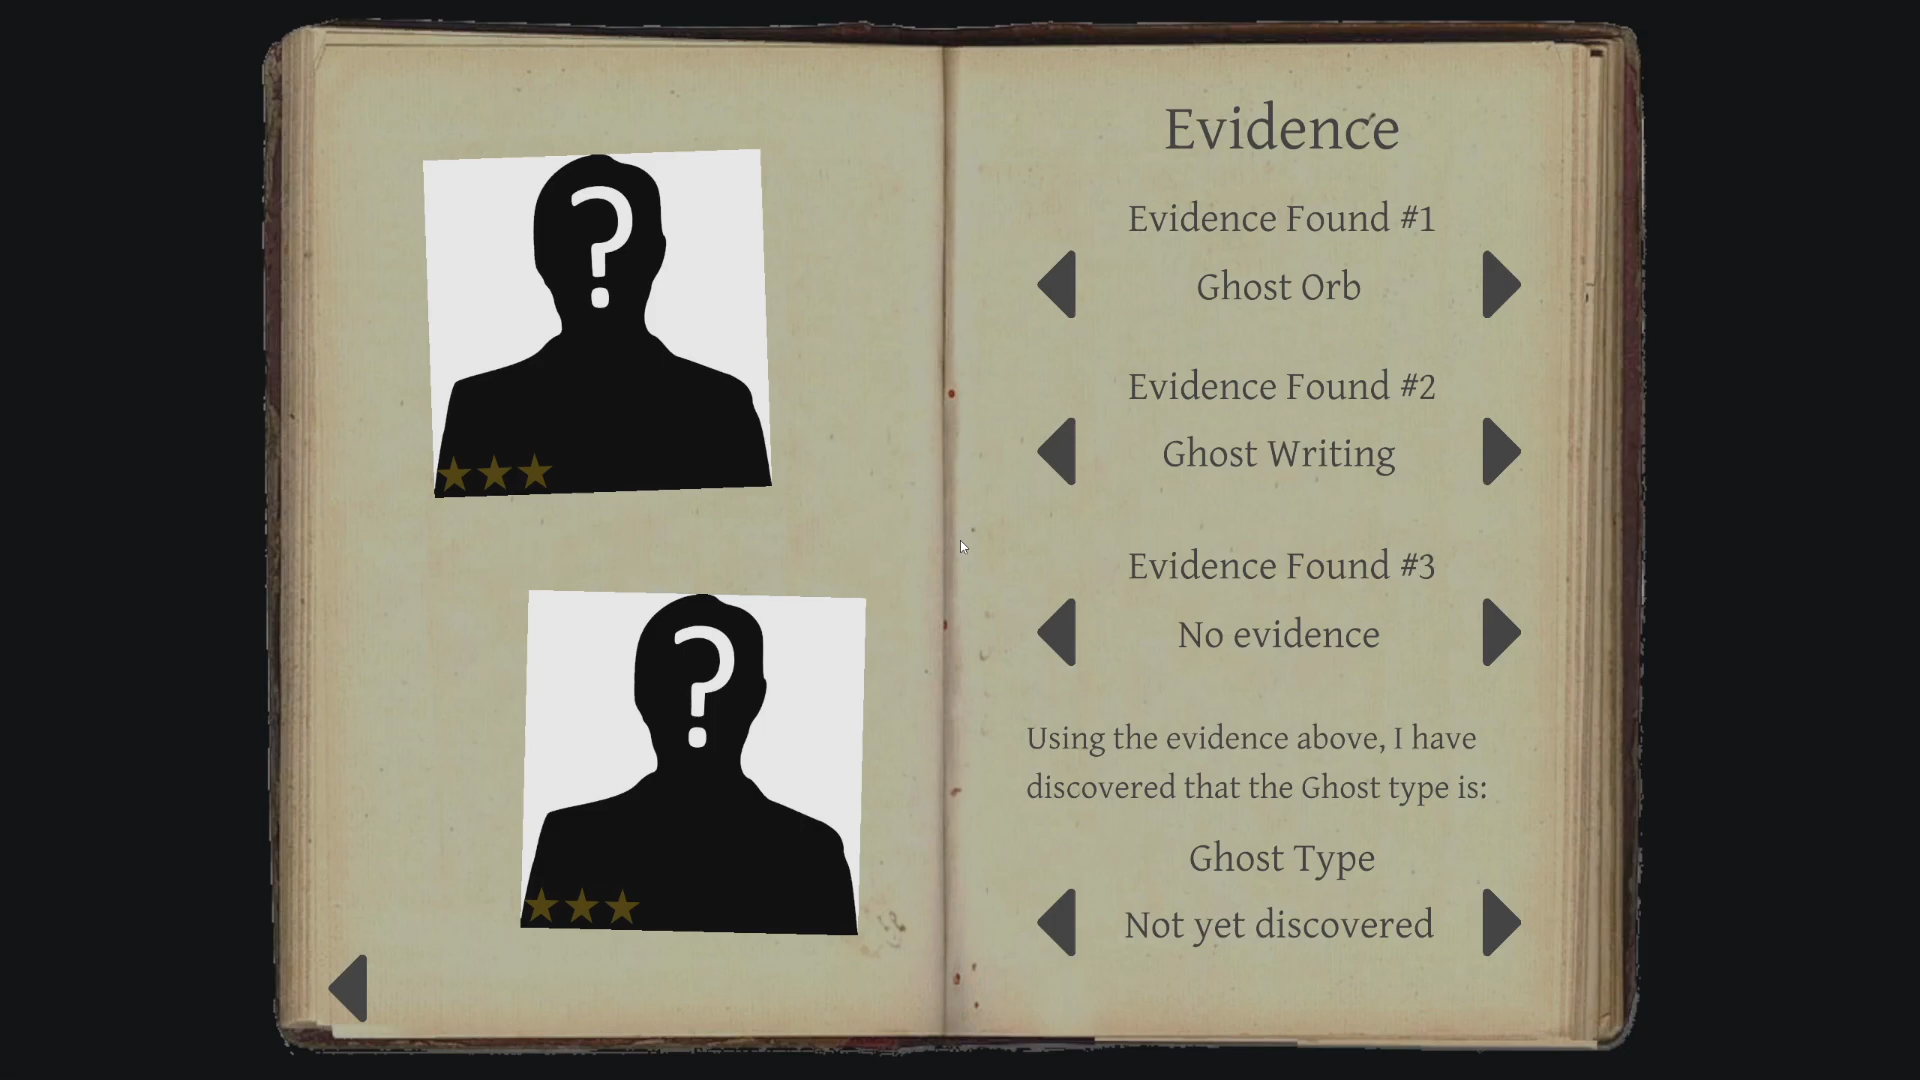 ?
?
Evidence
Evidence Found #1
Ghost Orb
Evidence Found #2
Ghost Writing
Evidence Found #3
No evidence
Using the evidence above, I have
discovered that the Ghost type is:
Ghost Type
Not yet discovered